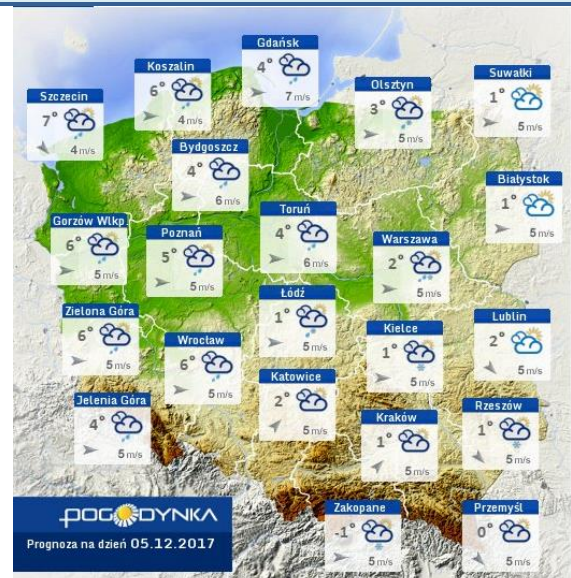 Gdańsk
4°
7 m/s
Koszalin
6°
4 m/s
Suwałki
1°
5 m/s
Olsztyn
3°
5 m/s
Szczecin
7°
4 m/s
Bydgoszcz
4°
6 m/s
Białystok
1°
5 m/s
Toruń
4°
6 m/s
Gorzów Wlkp
6°
5 m/s
Poznań
5°
5 m/s
Warszawa
2°
5 m/s
Łódź
1°
5 m/s
Zielona Góra
6°
5 m/s
Lublin
2°
5 m/s
Kielce
1°
5 m/s
Wrocław
6°
5 m/s
Katowice
2°
5 m/s
Jelenia Góra
4°
5 m/s
Rzeszów
1°
5 m/s
Kraków
1°
5 m/s
Zakopane
-1°
5 m/s
Przemyśl
0°
5 m/s
POGODYNKA
Prognoza na dzień 05.12.2017